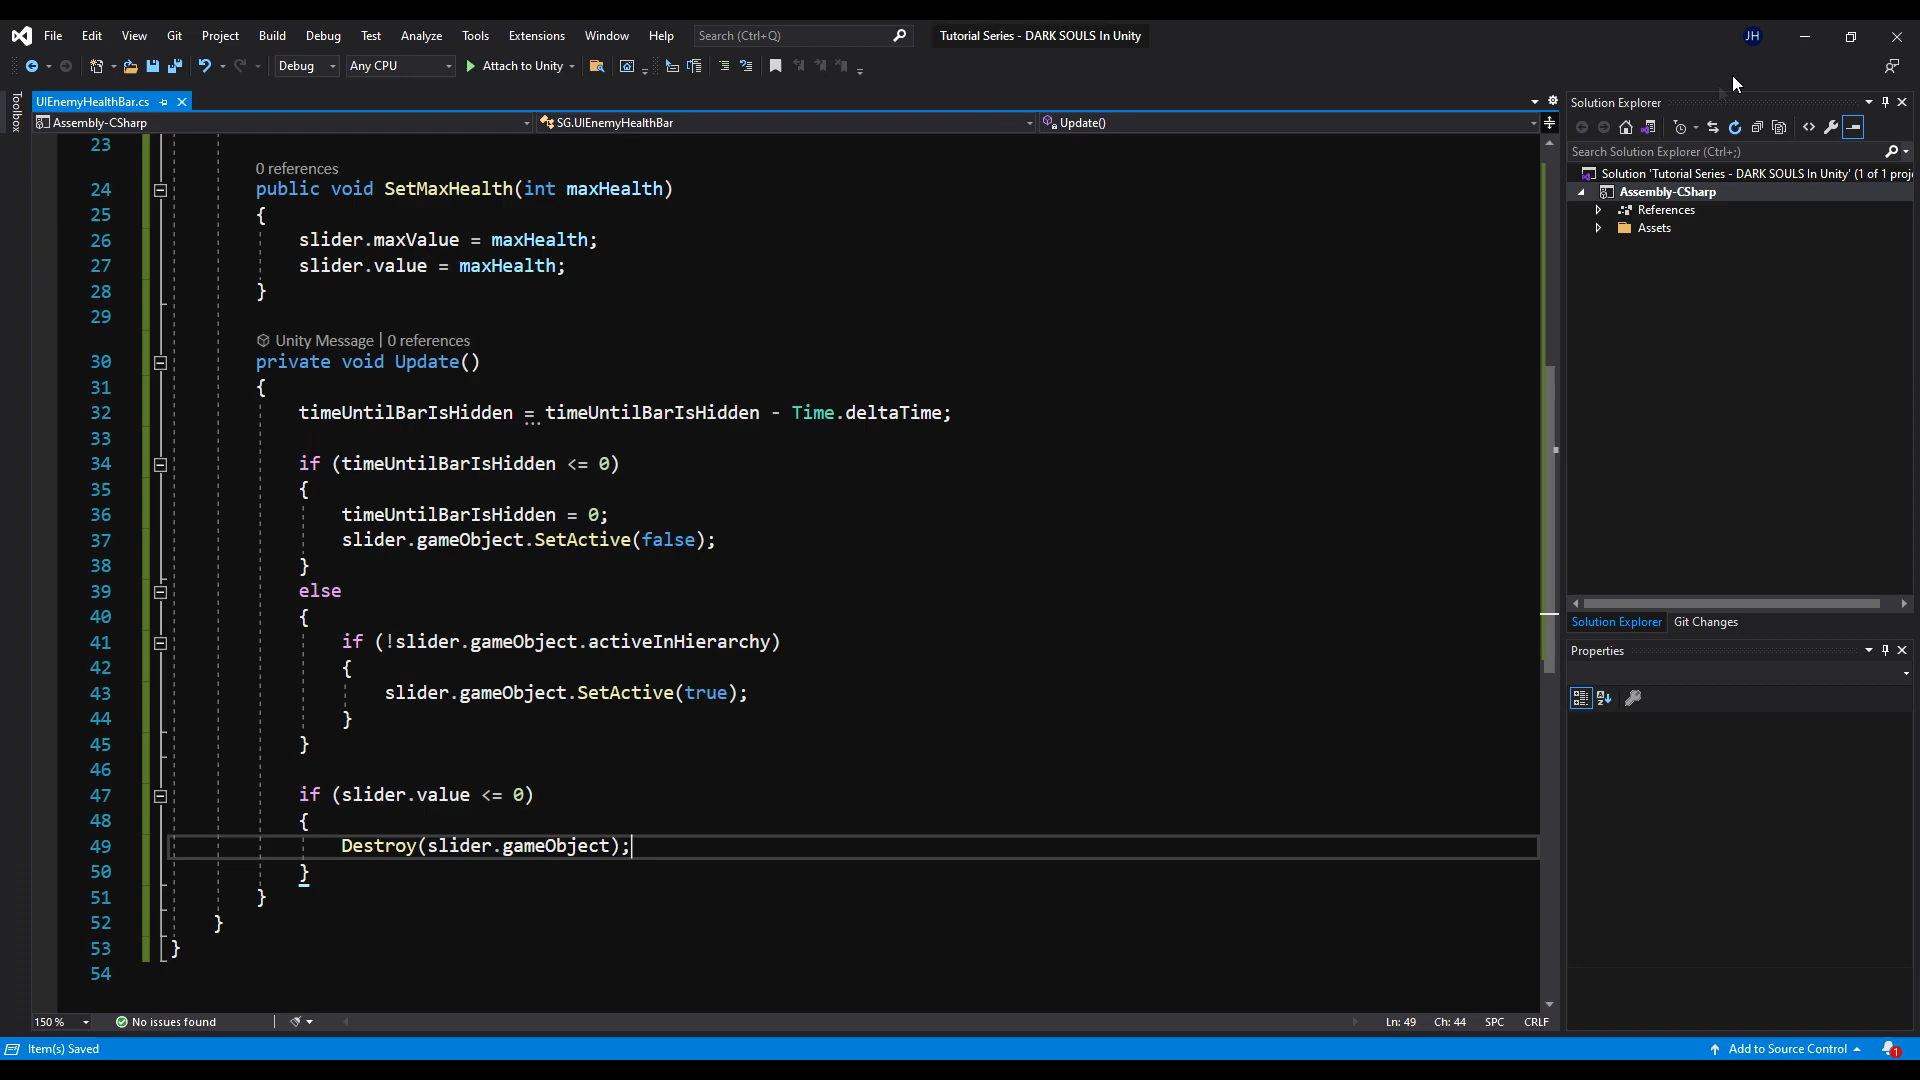 File Edit View Git Project Build Debug Test Analyze Tools Extensions Window Help Search (Ctrl+Q) Tutorial Series - DARK SOULS In Unity JH
Debug Any CPU Attach to Unity
Toolbox
UIEnemyHealthBar.cs
Assembly-CSharp SG.UIEnemyHealthBar Update()
23
0 references
24 public void SetMaxHealth(int maxHealth)
25 {
26 slider.maxValue = maxHealth;
27 slider.value = maxHealth;
28 }
29
Unity Message | 0 references
30 private void Update()
31 {
32 timeUntilBarIsHidden = timeUntilBarIsHidden - Time.deltaTime;
33
34 if (timeUntilBarIsHidden <= 0)
35 {
36 timeUntilBarIsHidden = 0;
37 slider.gameObject.SetActive(false);
38 }
39 else
40 {
41 if (!slider.gameObject.activeInHierarchy)
42 {
43 slider.gameObject.SetActive(true);
44 }
45 }
46
47 if (slider.value <= 0)
48 {
49 Destroy(slider.gameObject);
50 }
51 }
52 }
53 }
54
150 % No issues found Ln: 49 Ch: 44 SPC CRLF
Solution Explorer
Search Solution Explorer (Ctrl+;)
Solution 'Tutorial Series - DARK SOULS In Unity' (1 of 1 proj
Assembly-CSharp
References
Assets
Solution Explorer Git Changes
Properties
Item(s) Saved Add to Source Control 1